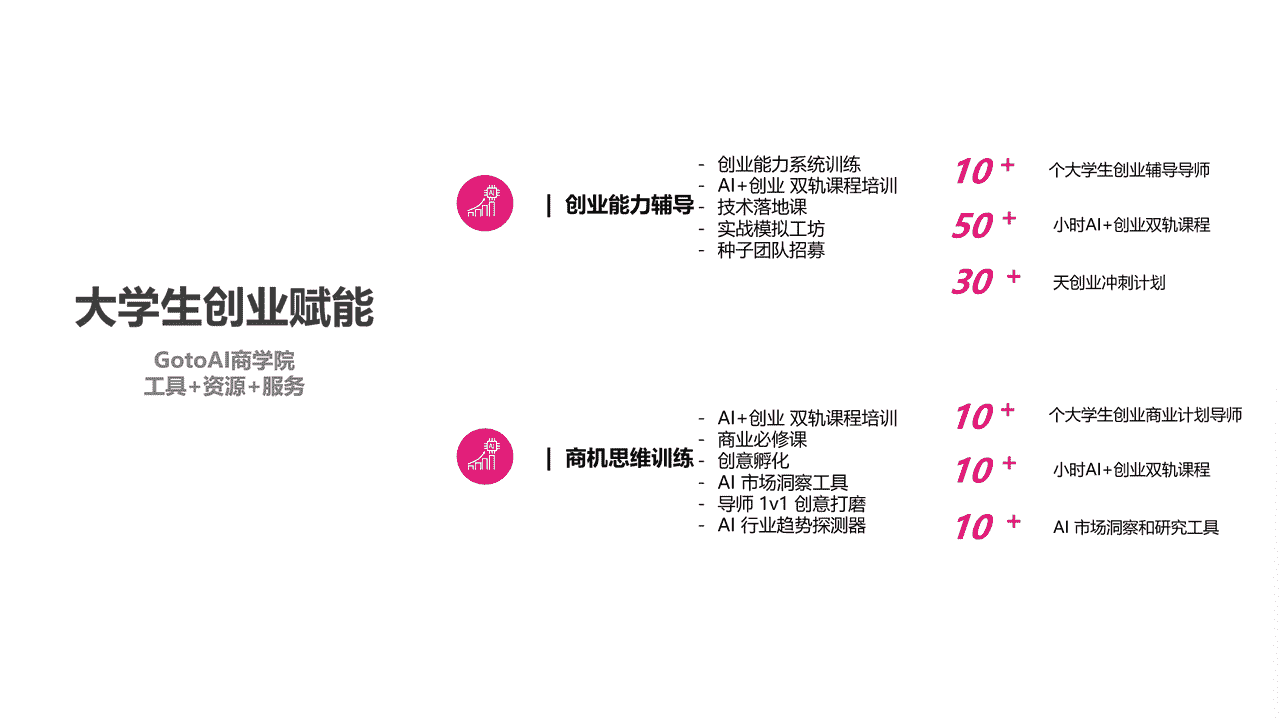 大学生创业赋能
GotoAI商学院
工具+资源+服务
| 创业能力辅导
- 创业能力系统训练
- AI+创业 双轨课程培训
- 技术落地课
- 实战模拟工坊
- 种子团队招募
10+ 个大学生创业辅导导师
50+ 小时AI+创业双轨课程
30+ 天创业冲刺计划
| 商机思维训练
- AI+创业 双轨课程培训
- 商业必修课
- 创意孵化
- AI 市场洞察工具
- 导师 1v1 创意打磨
- AI 行业趋势探测器
10+ 个大学生创业商业计划导师
10+ 小时AI+创业双轨课程
10+ AI 市场洞察和研究工具